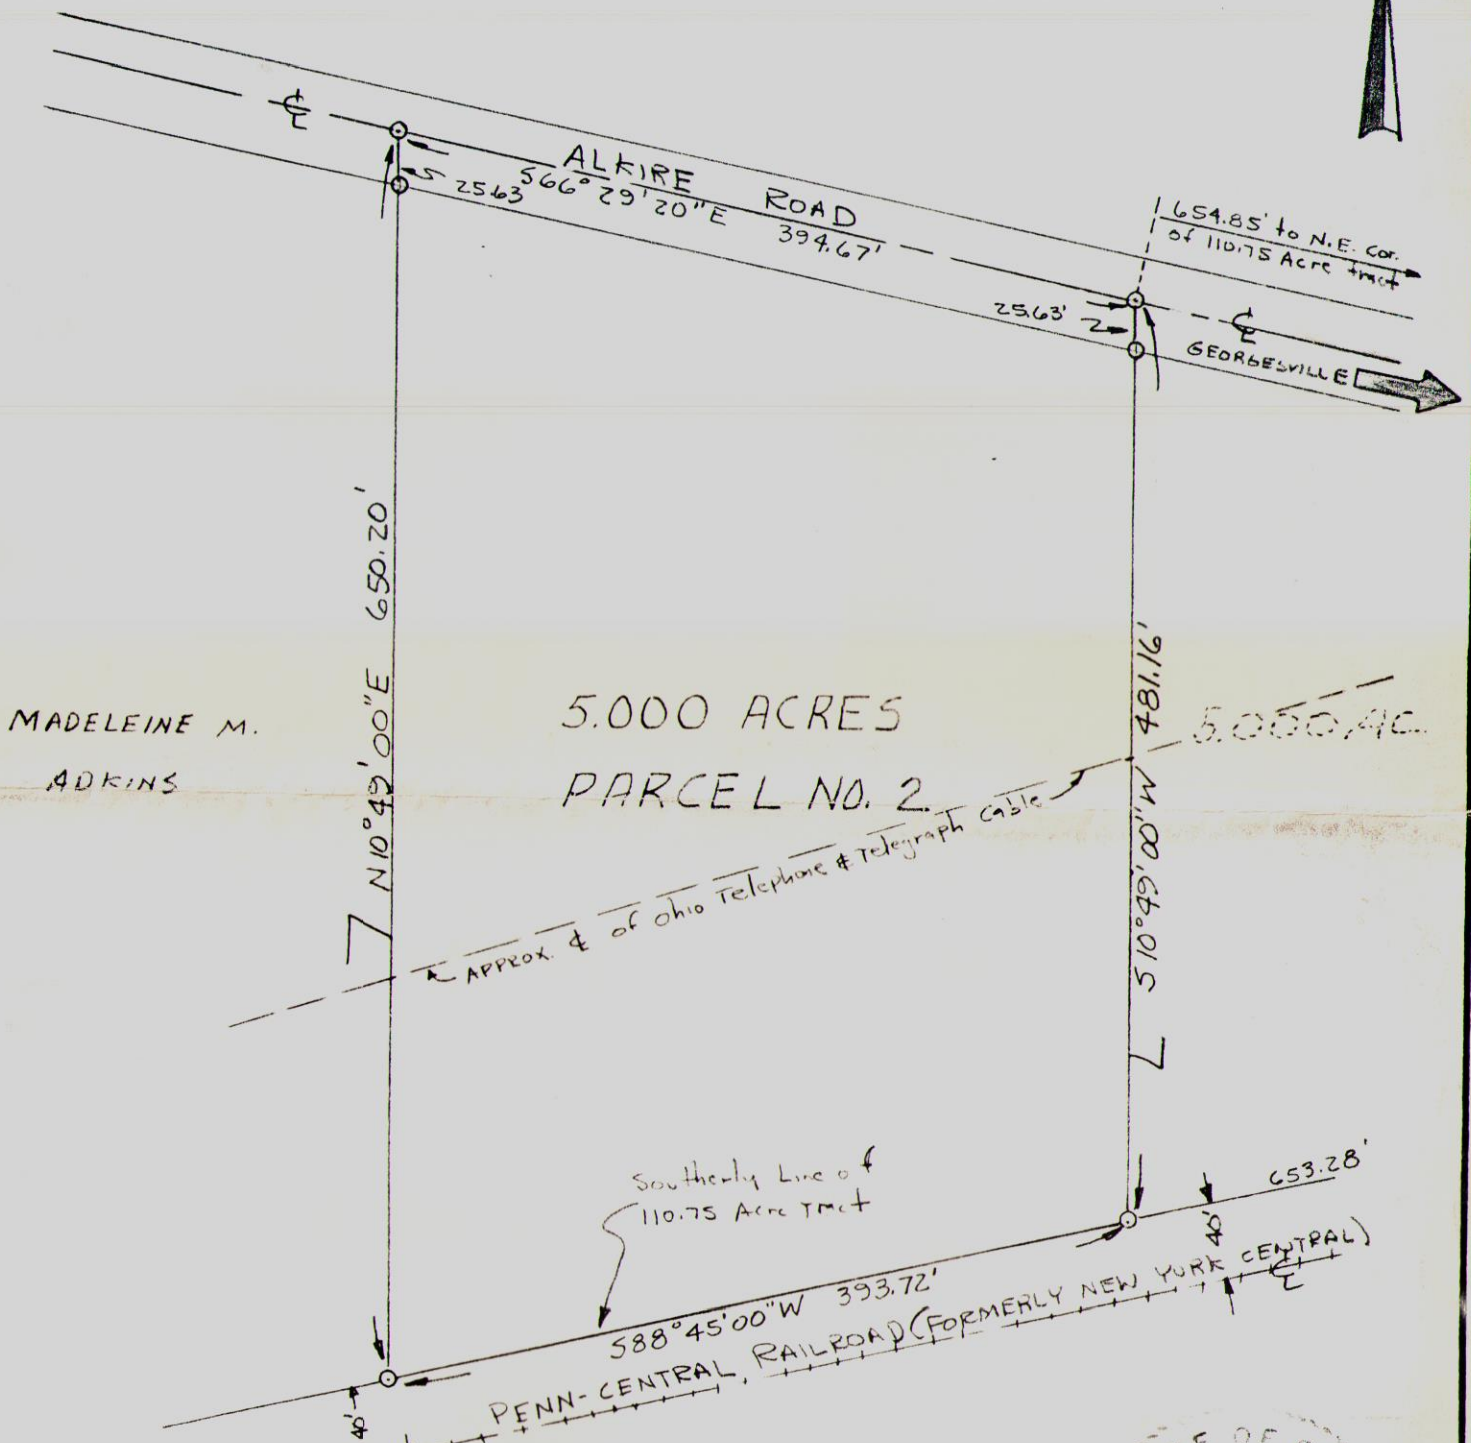 ℄
ALKIRE ROAD
S66°29'20"E 394.67'
25.63
654.85' to N.E. cor.
of 110.75 Acre tract
25.63'
℄
GEORGESVILLE
N10°49'00"E 650.20'
S10°49'00"W 481.16'
MADELEINE M.
ADKINS
5.000 ACRES
PARCEL NO. 2
5.000 AC.
APPROX. ℄ of Ohio Telephone & Telegraph Cable
Southerly Line of
110.75 Acre Tract
653.28'
40'
S88°45'00"W 393.72'
PENN-CENTRAL RAILROAD (FORMERLY NEW YORK CENTRAL)
℄
40'